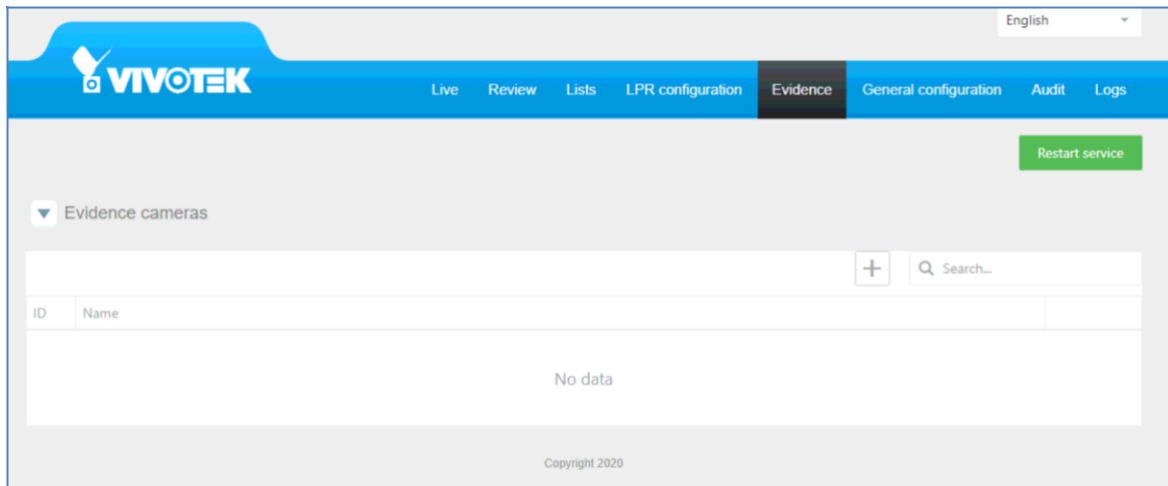 English
VIVOTEK
Live Review Lists LPR configuration Evidence General configuration Audit Logs
Restart service
Evidence cameras
Search...
ID Name
No data
Copyright 2020